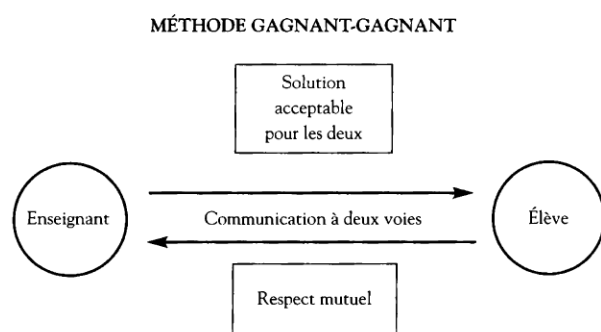 MÉTHODE GAGNANT-GAGNANT
Solution
acceptable
pour les deux
Enseignant
Communication à deux voies
Élève
Respect mutuel